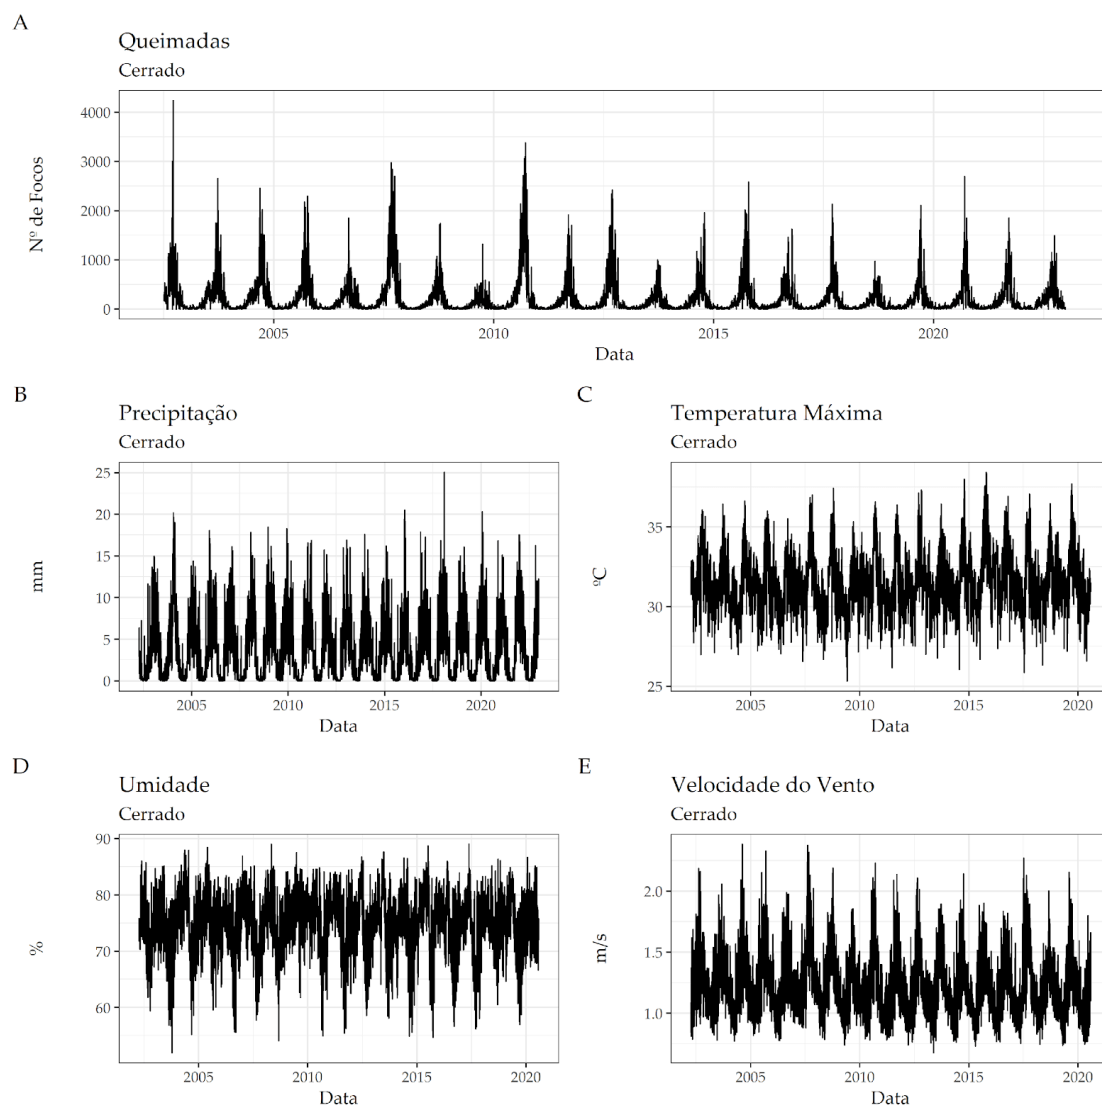 A
Queimadas
Cerrado
4000
3000
2000
1000
0
Nº de Focos
2005 2010 2015 2020
Data
B
Precipitação
Cerrado
25
20
15
10
5
0
mm
2005 2010 2015 2020
Data
C
Temperatura Máxima
Cerrado
35
30
25
ºC
2005 2010 2015 2020
Data
D
Umidade
Cerrado
90
80
70
60
%
2005 2010 2015 2020
Data
E
Velocidade do Vento
Cerrado
2.0
1.5
1.0
m/s
2005 2010 2015 2020
Data